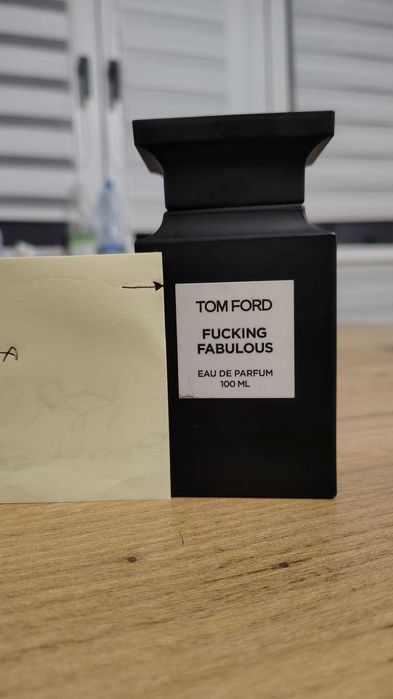 TOM FORD
FUCKING
FABULOUS
EAU DE PARFUM
100 ML